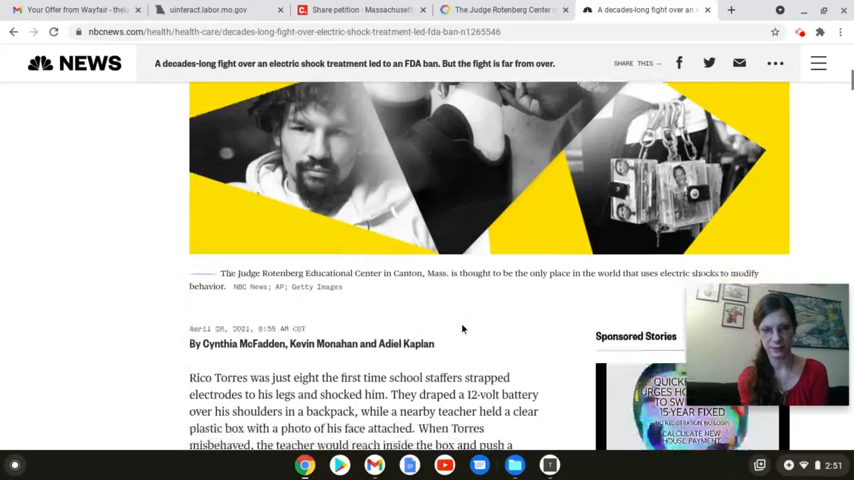 Your Offer from Wayfair - thela
uinteract.labor.mo.gov
Share petition · Massachuset
The Judge Rotenberg Center o
A decades-long fight over an e
nbcnews.com/health/health-care/decades-long-fight-over-electric-shock-treatment-led-fda-ban-n1265546
NEWS
A decades-long fight over an electric shock treatment led to an FDA ban. But the fight is far from over.
SHARE THIS —
The Judge Rotenberg Educational Center in Canton, Mass. is thought to be the only place in the world that uses electric shocks to modify
behavior. NBC News; AP; Getty Images
April 28, 2021, 8:55 AM CUT
By Cynthia McFadden, Kevin Monahan and Adiel Kaplan
Sponsored Stories
Rico Torres was just eight the first time school staffers strapped
electrodes to his legs and shocked him. They draped a 12-volt battery
over his shoulders in a backpack, while a nearby teacher held a clear
plastic box with a photo of his face attached. When Torres
misbehaved, the teacher would reach inside the box and push a
QUICK
URGES HO
TO SW
15-YEAR FIXED
CALCULATE NEW
HOUSE PAYMENT
2:51